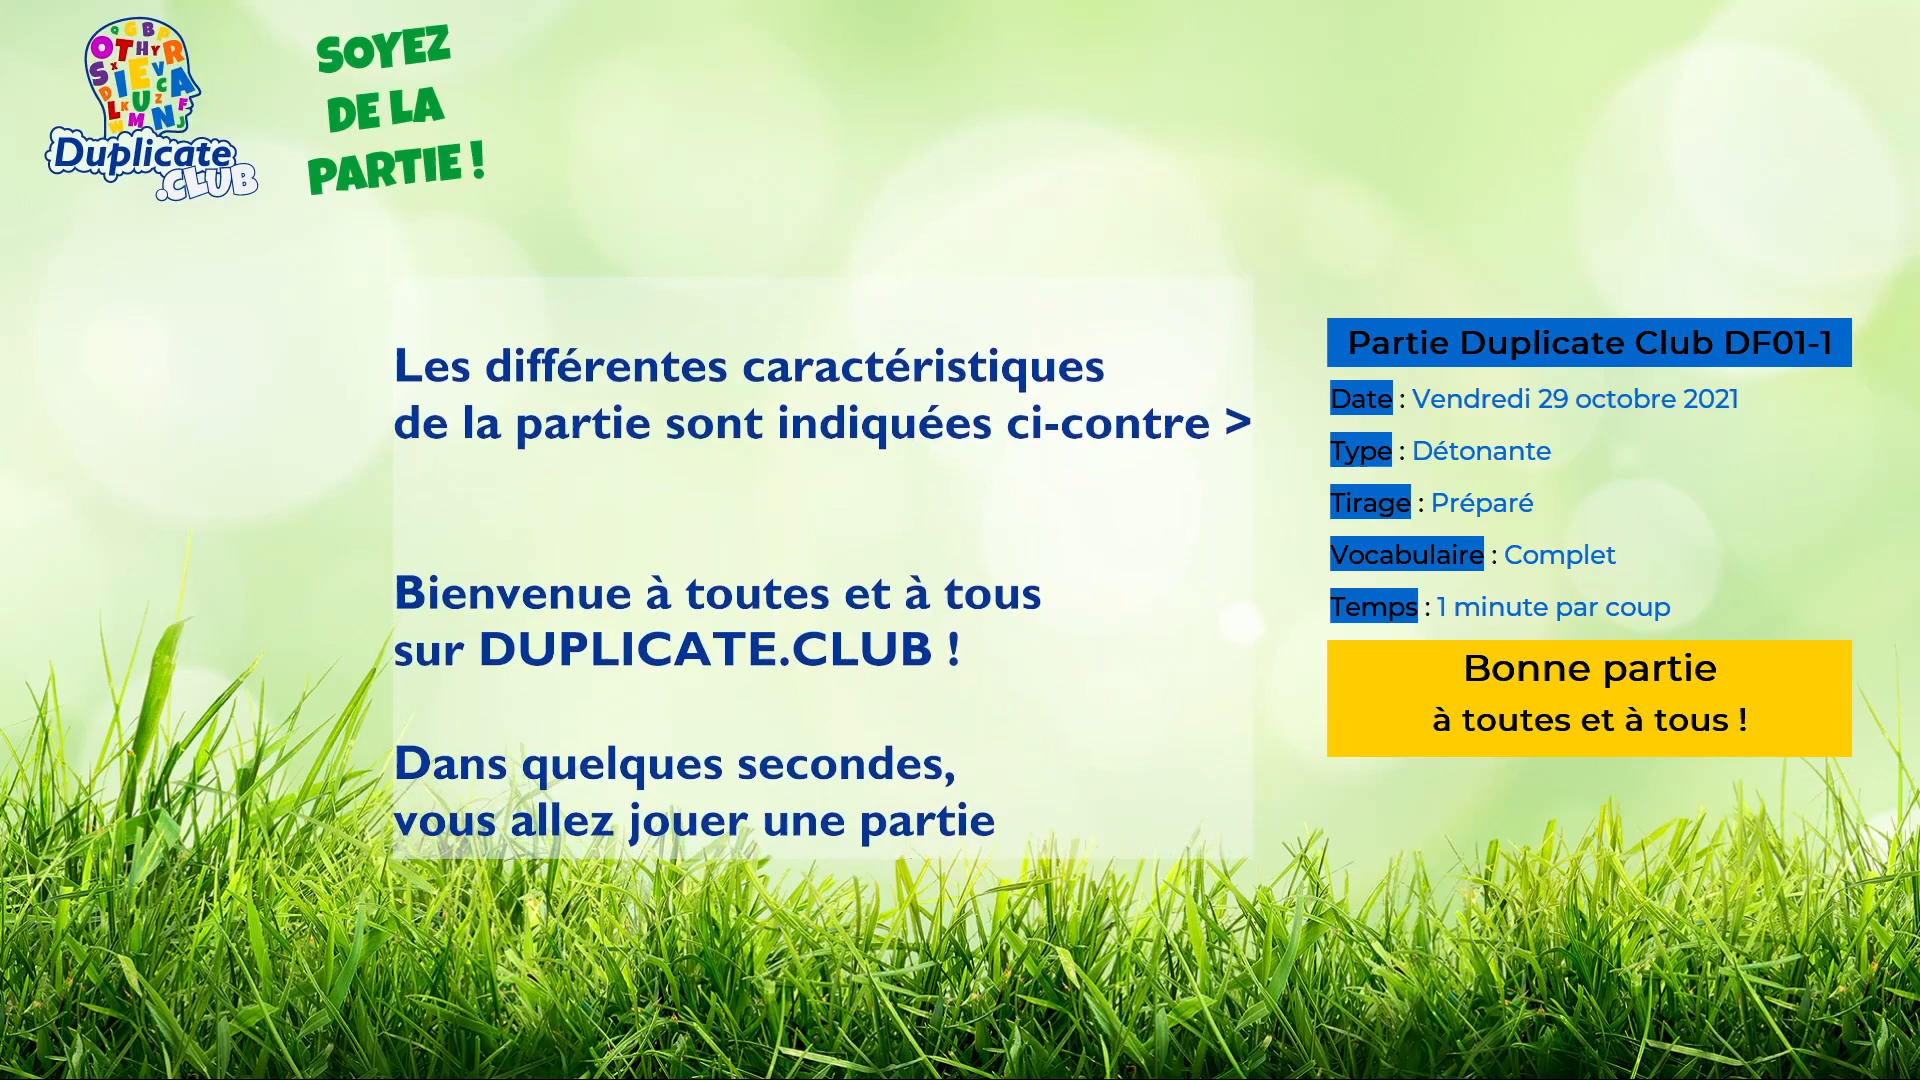 Duplicate
.CLUB
SOYEZ
DE LA
PARTIE !
Les différentes caractéristiques
de la partie sont indiquées ci-contre >
Bienvenue à toutes et à tous
sur DUPLICATE.CLUB !
Dans quelques secondes,
vous allez jouer une partie
Partie Duplicate Club DF01-1
Date : Vendredi 29 octobre 2021
Type : Détonante
Tirage : Préparé
Vocabulaire : Complet
Temps : 1 minute par coup
Bonne partie
à toutes et à tous !